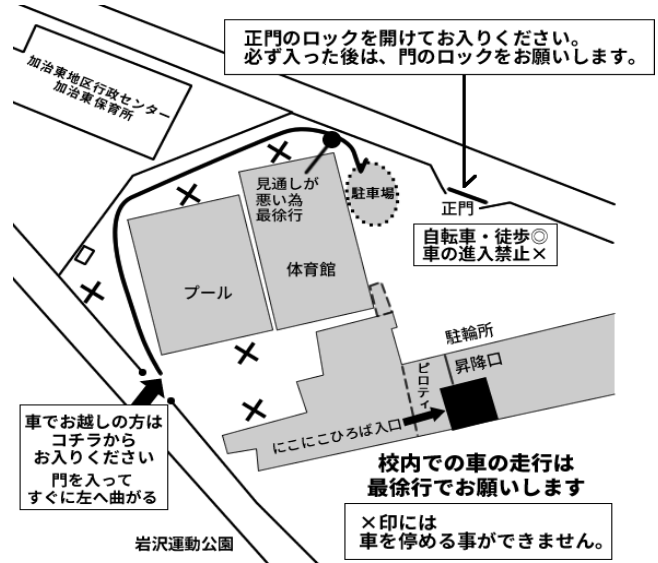 正門のロックを開けてお入りください。
必ず入った後は、門のロックをお願いします。
加治東地区行政センター
加治東保育所
見通しが
悪い為
最徐行
駐車場
正門
自転車・徒歩◎
車の進入禁止×
体育館
プール
駐輪所
昇降口
ピロティ
にこにこひろば入口
車でお越しの方は
コチラから
お入りください
門を入って
すぐに左へ曲がる
校内での車の走行は
最徐行でお願いします
×印には
車を停める事ができません。
岩沢運動公園